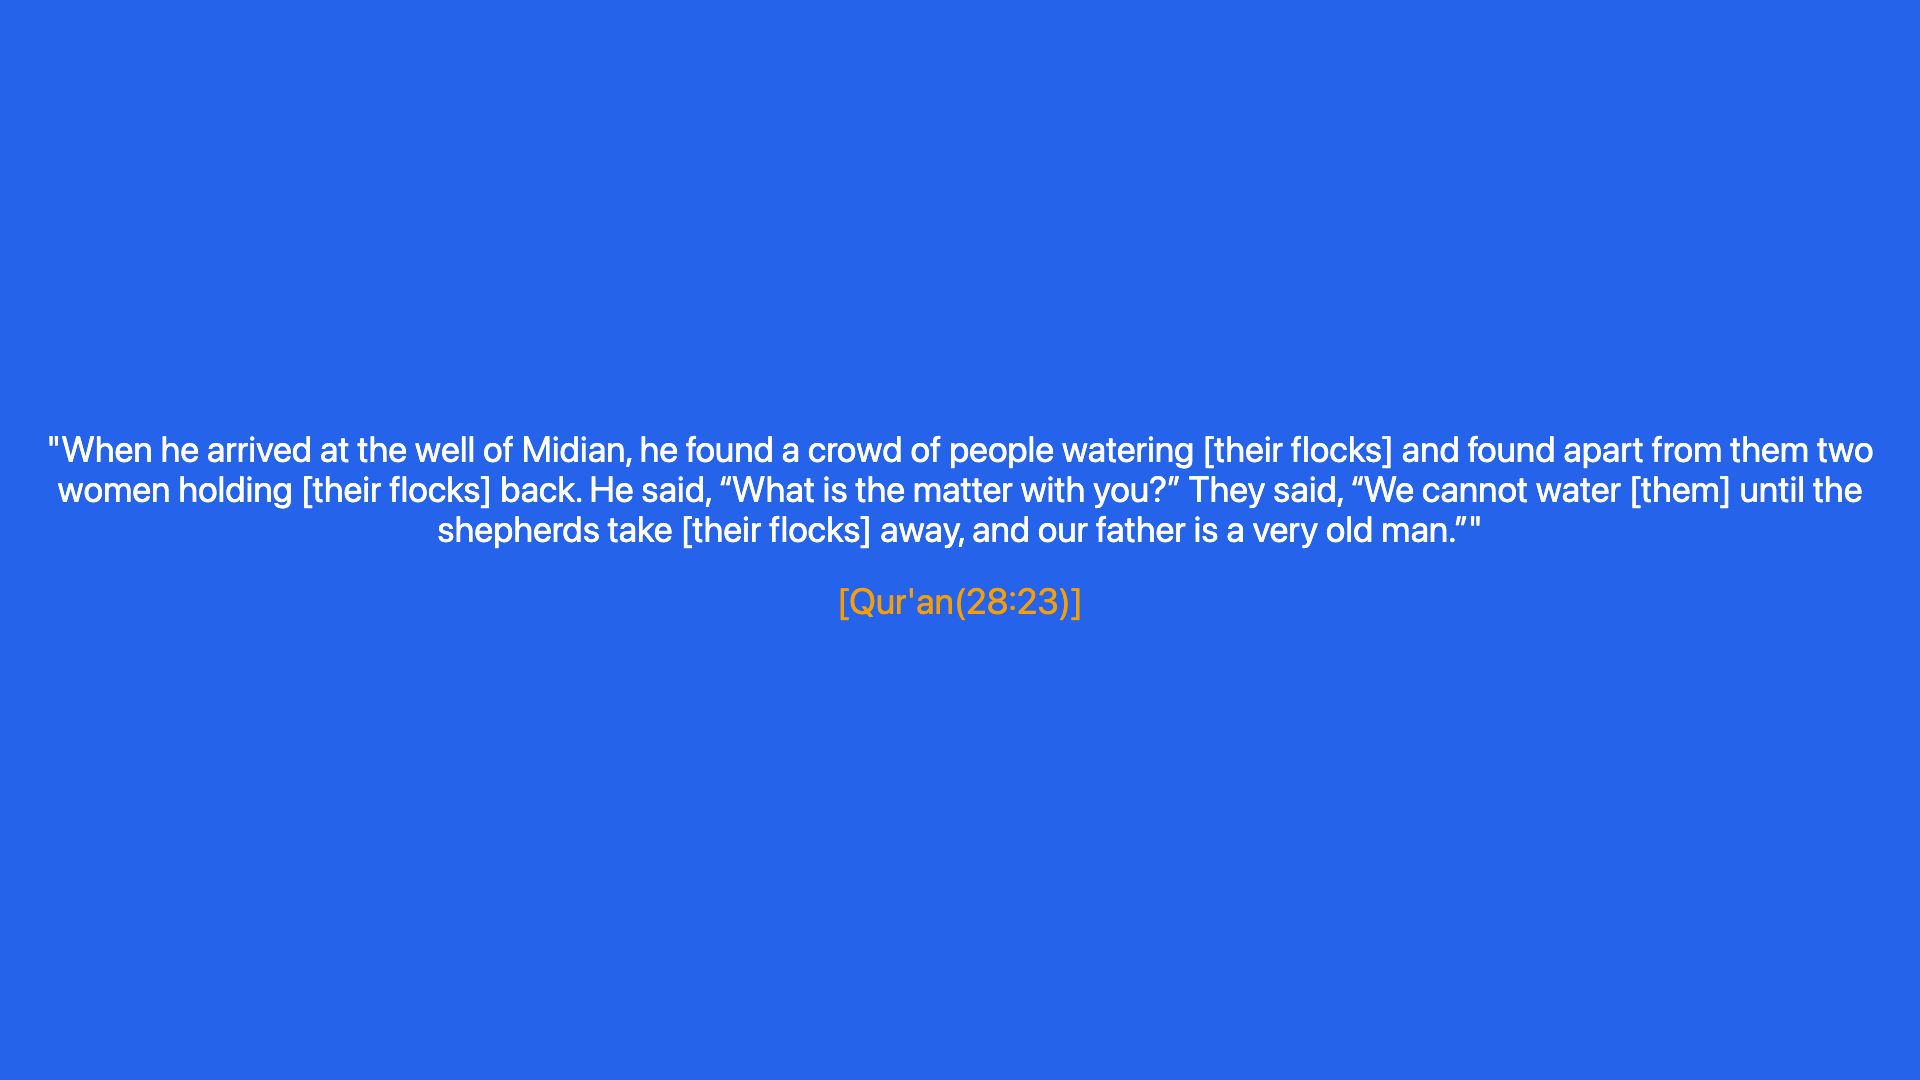 "When he arrived at the well of Midian, he found a crowd of people watering [their flocks] and found apart from them two
women holding [their flocks] back. He said, “What is the matter with you?” They said, “We cannot water [them] until the
shepherds take [their flocks] away, and our father is a very old man.”"
[Qur'an(28:23)]